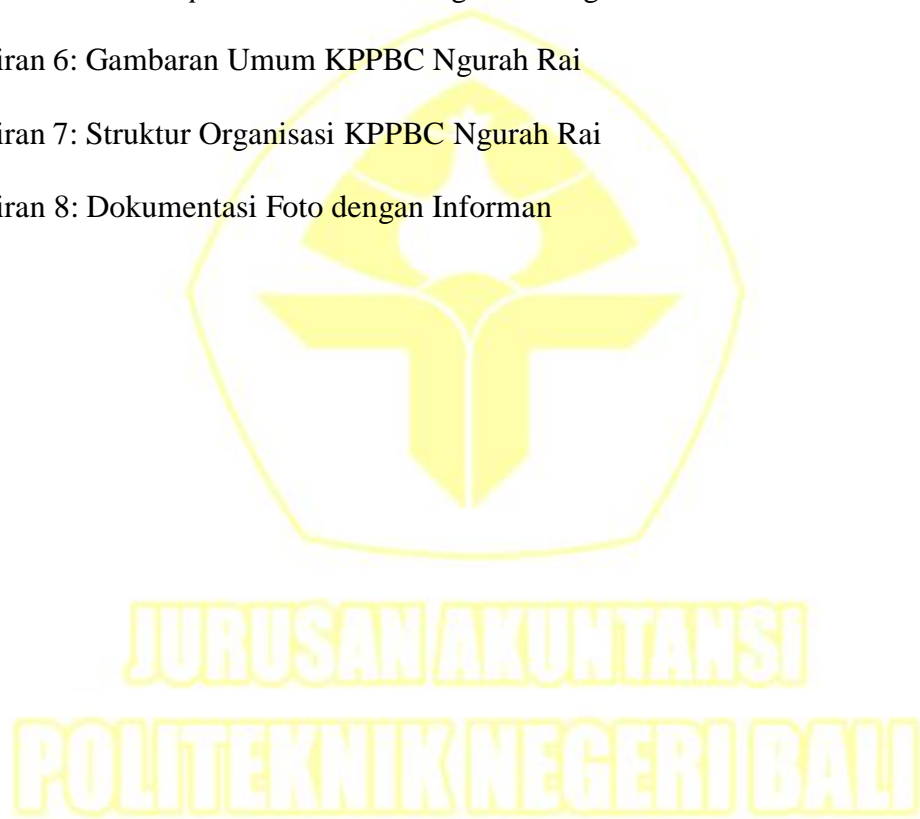 iran 6: Gambaran Umum KPPBC Ngurah Rai
iran 7: Struktur Organisasi KPPBC Ngurah Rai
iran 8: Dokumentasi Foto dengan Informan
JURUSAN AKUNTANSI
POLITEKNIK NEGERI BALI